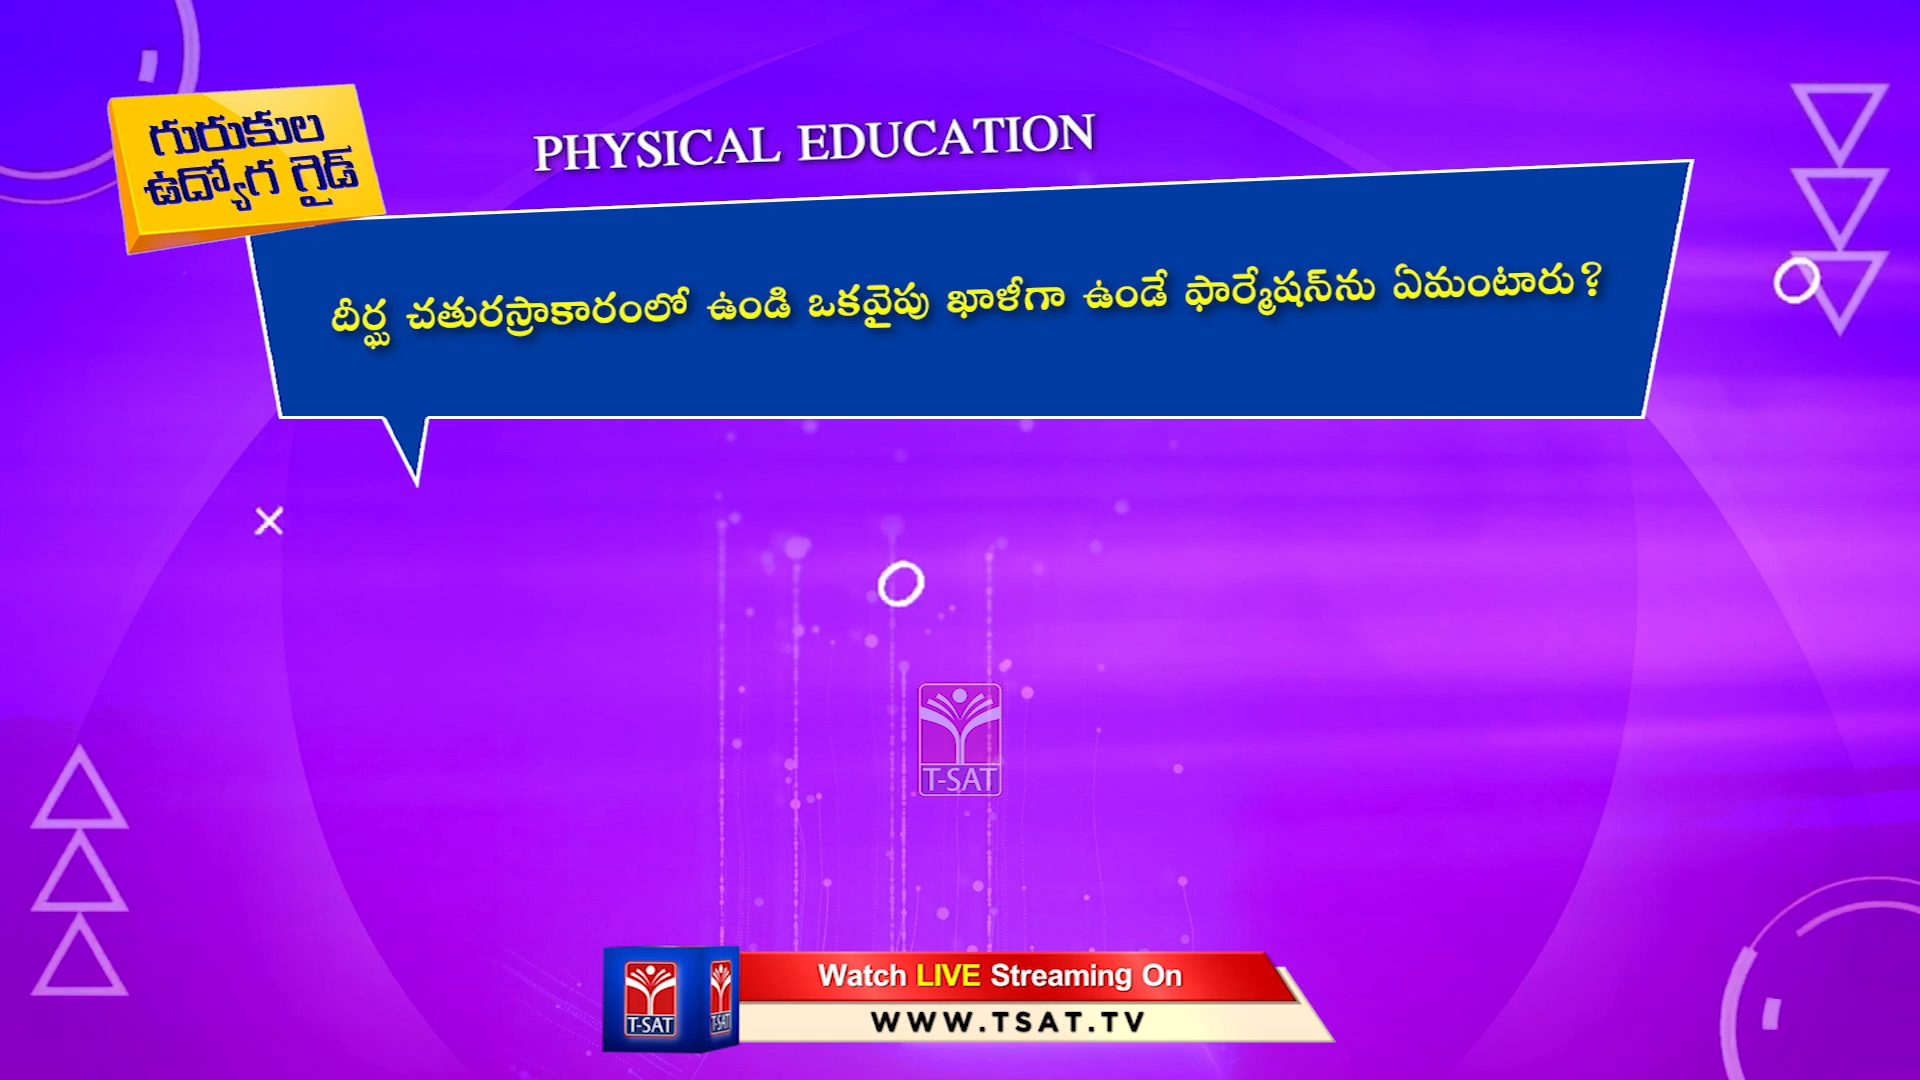 గురుకుల
ఉద్యోగ గైడ్
PHYSICAL EDUCATION
దీర్ఘ చతురస్రాకారంలో ఉండి ఒకవైపు ఖాళీగా ఉండే ఫార్మేషన్‌ను ఏమంటారు?
T-SAT
Watch LIVE Streaming On
T-SAT T-SAT
WWW.TSAT.TV